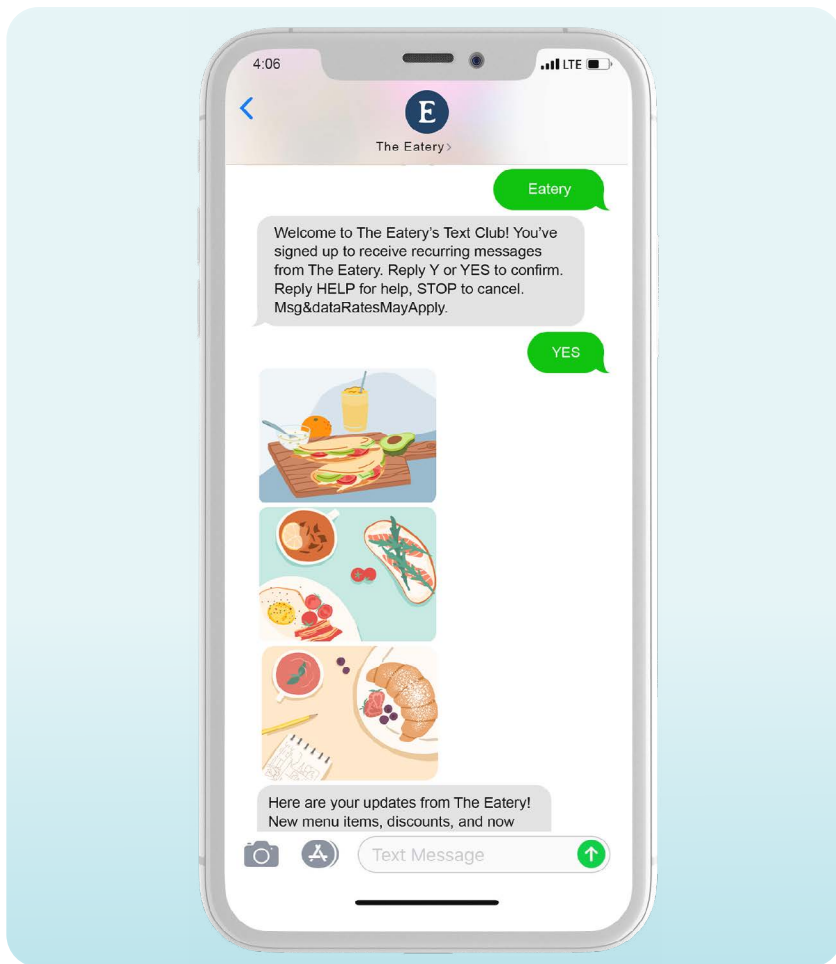 4:06
LTE
E
The Eatery>
Eatery
Welcome to The Eatery’s Text Club! You’ve
signed up to receive recurring messages
from The Eatery. Reply Y or YES to confirm.
Reply HELP for help, STOP to cancel.
Msg&dataRatesMayApply.
YES
Here are your updates from The Eatery!
New menu items, discounts, and now
Text Message